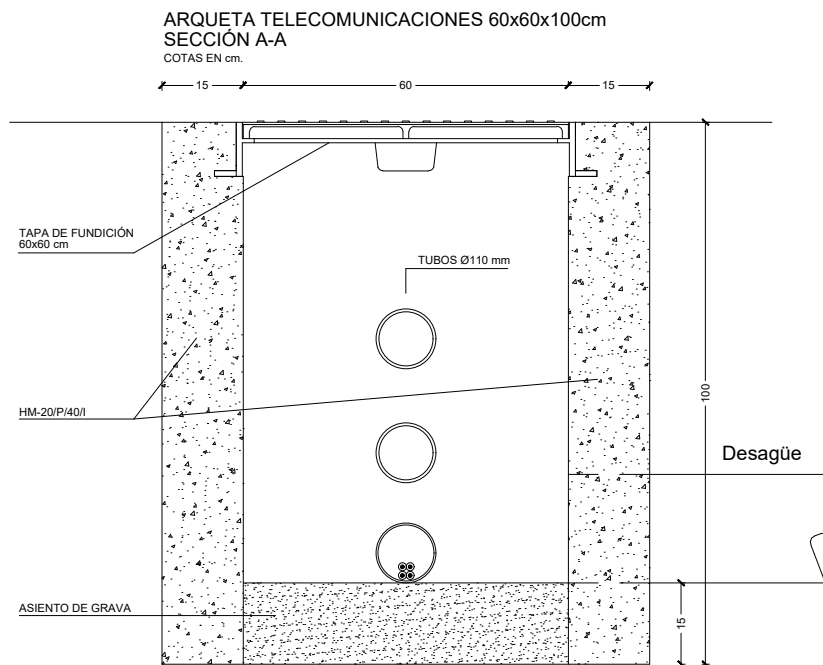 ARQUETA TELECOMUNICACIONES 60x60x100cm
SECCIÓN A-A
COTAS EN cm.
15
60
15
TAPA DE FUNDICIÓN
60x60 cm
TUBOS Ø110 mm
100
HM-20/P/40/I
Desagüe
ASIENTO DE GRAVA
15